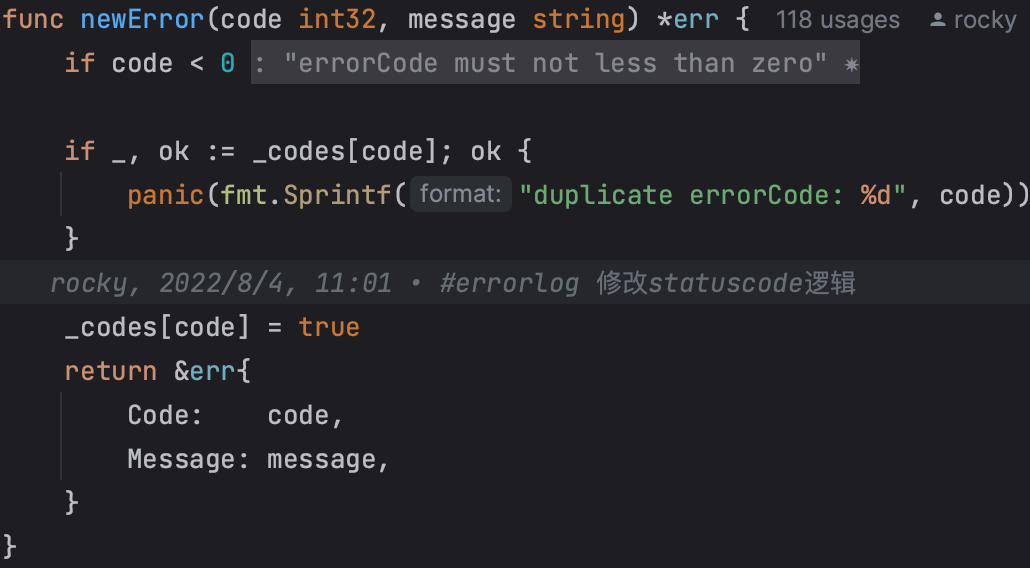 func newError(code int32, message string) *err {  118 usages  rocky
    if code < 0 : "errorCode must not less than zero" ✷
    if _, ok := _codes[code]; ok {
        panic(fmt.Sprintf( format: "duplicate errorCode: %d", code))
    }
    rocky, 2022/8/4, 11:01 • #errorlog 修改statuscode逻辑
    _codes[code] = true
    return &err{
        Code:    code,
        Message: message,
    }
}